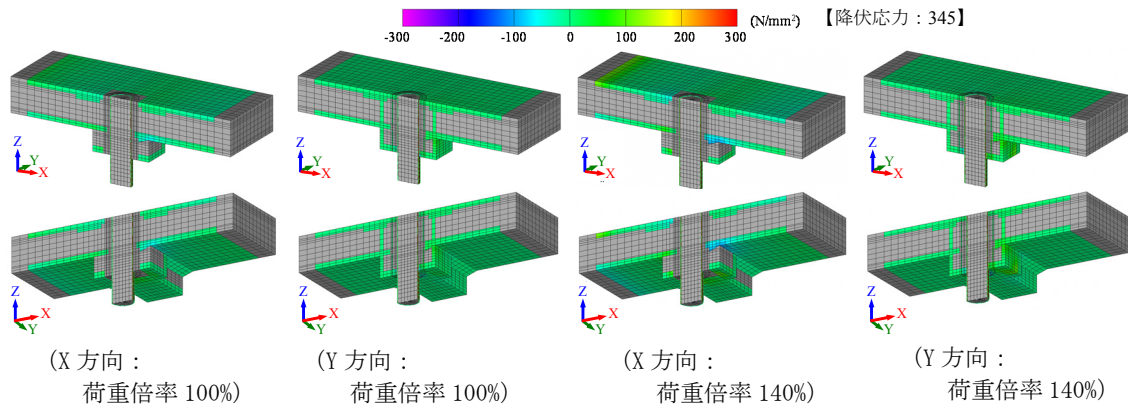 (N/mm²) 【降伏応力：345】
-300 -200 -100 0 100 200 300
Z Y X
Z Y X
Z Y X
Z Y X
Z X Y
Z X Y
Z X Y
Z X Y
(X 方向：
荷重倍率 100%)
(Y 方向：
荷重倍率 100%)
(X 方向：
荷重倍率 140%)
(Y 方向：
荷重倍率 140%)